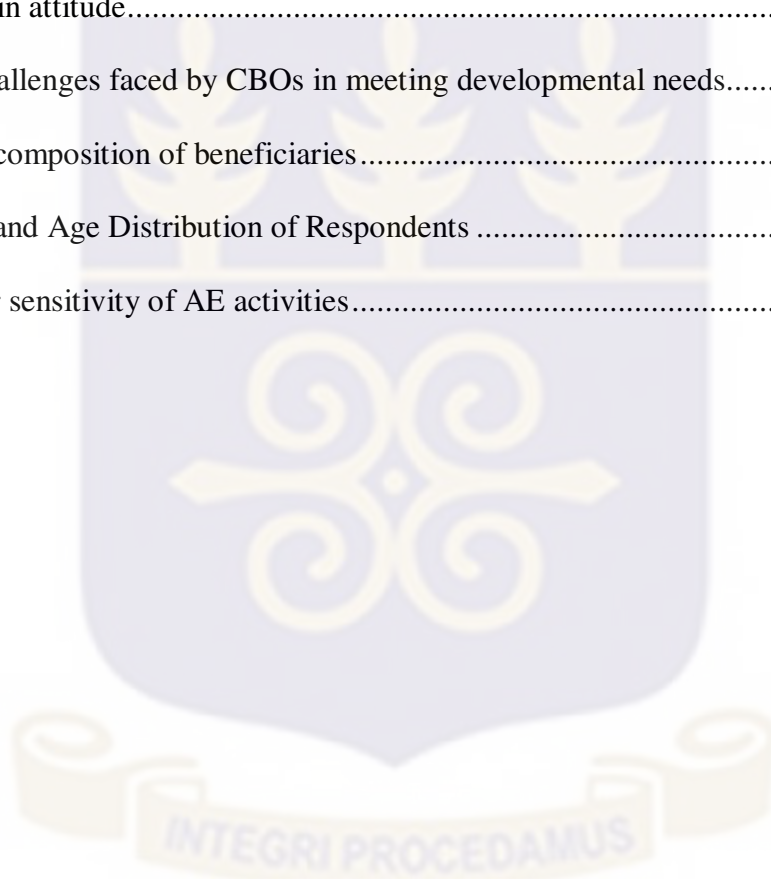 in attitude..............................................................................
allenges faced by CBOs in meeting developmental needs......
composition of beneficiaries.................................................
and Age Distribution of Respondents ...................................
sensitivity of AE activities..................................................
INTEGRI PROCEDAMUS